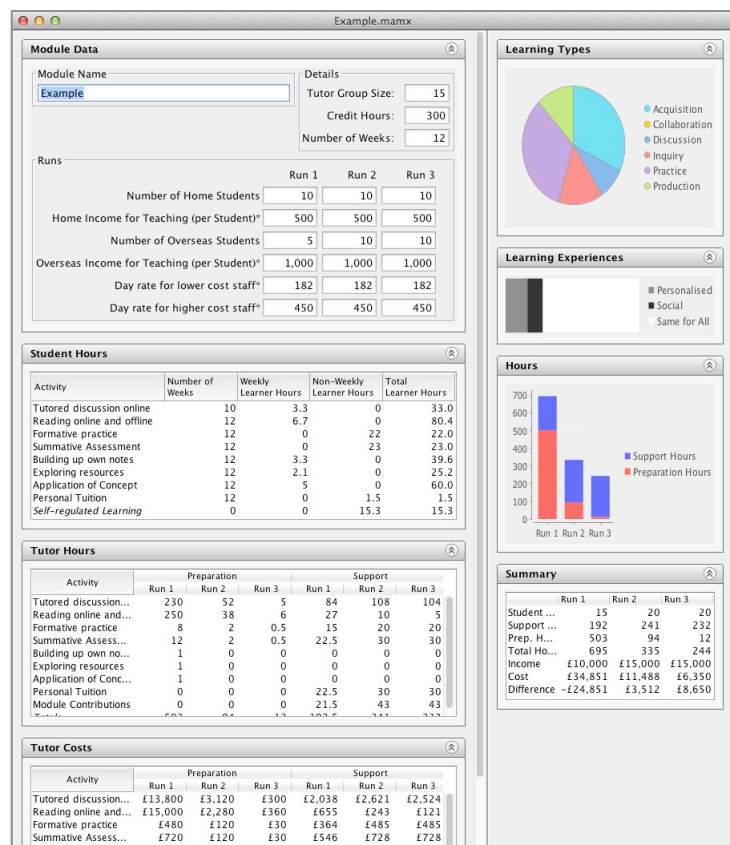 Example.mamx
Module Data
Module Name
Example
Details
Tutor Group Size: 15
Credit Hours: 300
Number of Weeks: 12
Runs
Run 1 Run 2 Run 3
Number of Home Students 10 10 10
Home Income for Teaching (per Student)* 500 500 500
Number of Overseas Students 5 10 10
Overseas Income for Teaching (per Student)* 1,000 1,000 1,000
Day rate for lower cost staff* 182 182 182
Day rate for higher cost staff* 450 450 450
Student Hours
Activity Number of Weeks Weekly Learner Hours Non-Weekly Learner Hours Total Learner Hours
Tutored discussion online 10 3.3 0 33.0
Reading online and offline 12 6.7 0 80.4
Formative practice 12 0 22 22.0
Summative Assessment 12 0 23 23.0
Building up own notes 12 3.3 0 39.6
Exploring resources 12 2.1 0 25.2
Application of Concept 12 5 0 60.0
Personal Tuition 12 0 1.5 1.5
Self-regulated Learning 0 0 15.3 15.3
Tutor Hours
Activity Preparation Support
Run 1 Run 2 Run 3 Run 1 Run 2 Run 3
Tutored discussion... 230 52 5 84 108 104
Reading online and... 250 38 6 27 10 5
Formative practice 8 2 0.5 15 20 20
Summative Assess... 12 2 0.5 22.5 30 30
Building up own no... 1 0 0 0 0 0
Exploring resources 1 0 0 0 0 0
Application of Conc... 1 0 0 0 0 0
Personal Tuition 0 0 0 22.5 30 30
Module Contributions 0 0 0 21.5 43 43
Tutor Costs
Activity Preparation Support
Run 1 Run 2 Run 3 Run 1 Run 2 Run 3
Tutored discussion... £13,800 £3,120 £300 £2,038 £2,621 £2,524
Reading online and... £15,000 £2,280 £360 £655 £243 £121
Formative practice £480 £120 £30 £364 £485 £485
Summative Assess... £720 £120 £30 £546 £728 £728
Learning Types
Acquisition
Collaboration
Discussion
Inquiry
Practice
Production
Learning Experiences
Personalised
Social
Same for All
Hours
700
600
500
400
300
200
100
0
Run 1 Run 2 Run 3
Support Hours
Preparation Hours
Summary
Run 1 Run 2 Run 3
Student ... 15 20 20
Support ... 192 241 232
Prep. H... 503 94 12
Total Ho... 695 335 244
Income £10,000 £15,000 £15,000
Cost £34,851 £11,488 £6,350
Difference -£24,851 £3,512 £8,650